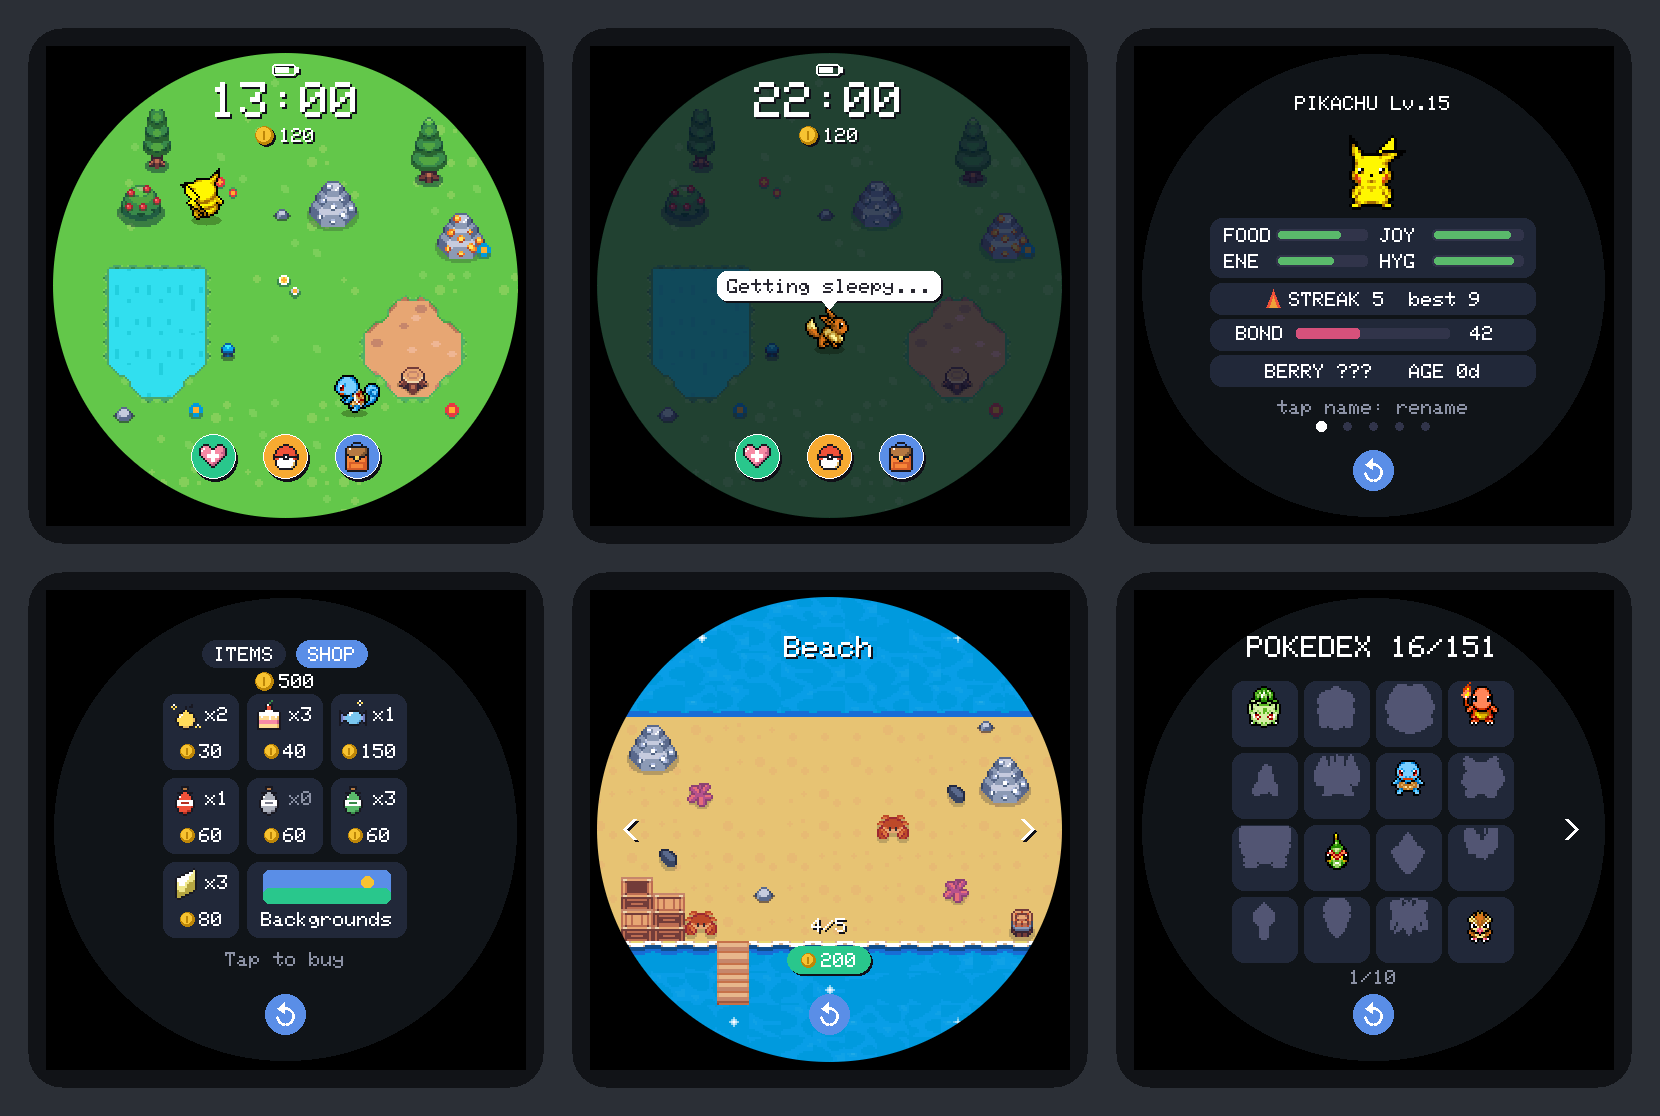 13:00
120
22:00
120
Getting sleepy...
PIKACHU Lv.15
FOOD JOY
ENE HYG
STREAK 5 best 9
BOND 42
BERRY ??? AGE 0d
tap name: rename
ITEMS SHOP
500
x2 x3 x1
30 40 150
x1 x0 x3
60 60 60
x3
80 Backgrounds
Tap to buy
Beach
< >
4/5
200
POKEDEX 16/151
>
1/10